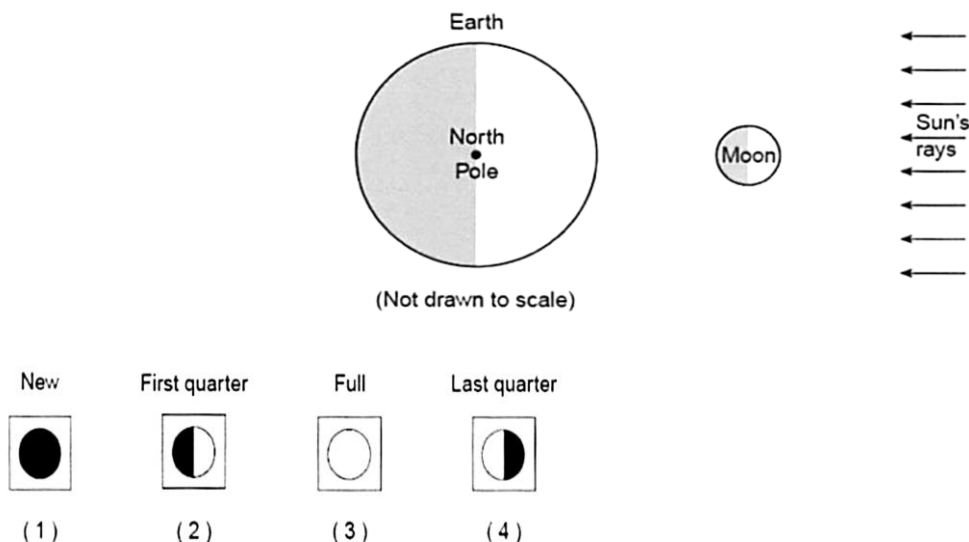 Earth
North
Pole
Moon
Sun's
rays
(Not drawn to scale)
New First quarter Full Last quarter
(1) (2) (3) (4)